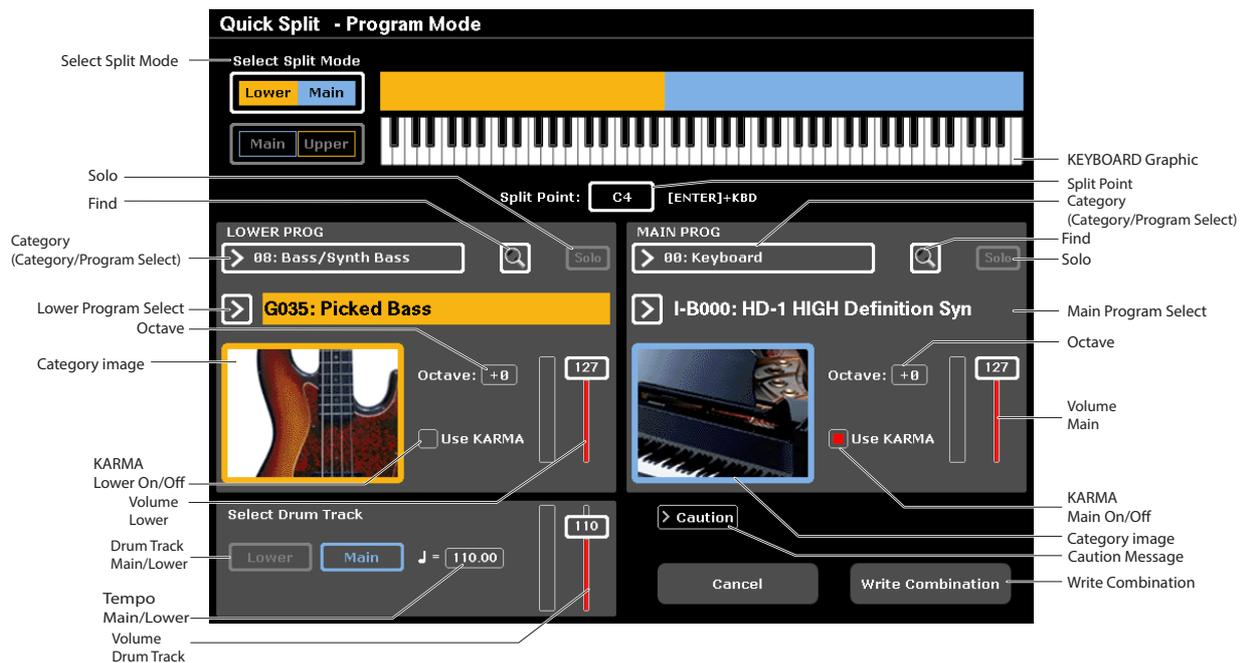 Quick Split - Program Mode
Select Split Mode
Select Split Mode
Lower Main
Main Upper
KEYBOARD Graphic
Solo
Find
Split Point: C4 [ENTER]+KBD
Split Point
Category
(Category/Program Select)
Category
(Category/Program Select)
LOWER PROG
08: Bass/Synth Bass
Solo
MAIN PROG
00: Keyboard
Solo
Find
Solo
Lower Program Select
G035: Picked Bass
I-B000: HD-1 HIGH Definition Syn
Main Program Select
Octave
Octave
Category image
Octave: +0
127
Octave: +0
127
Volume
Main
Use KARMA
Use KARMA
KARMA
Lower On/Off
Volume
Lower
KARMA
Main On/Off
Category image
Caution Message
Select Drum Track
110
> Caution
Drum Track
Main/Lower
Lower Main
♩ = 110.00
Cancel
Write Combination
Write Combination
Tempo
Main/Lower
Volume
Drum Track